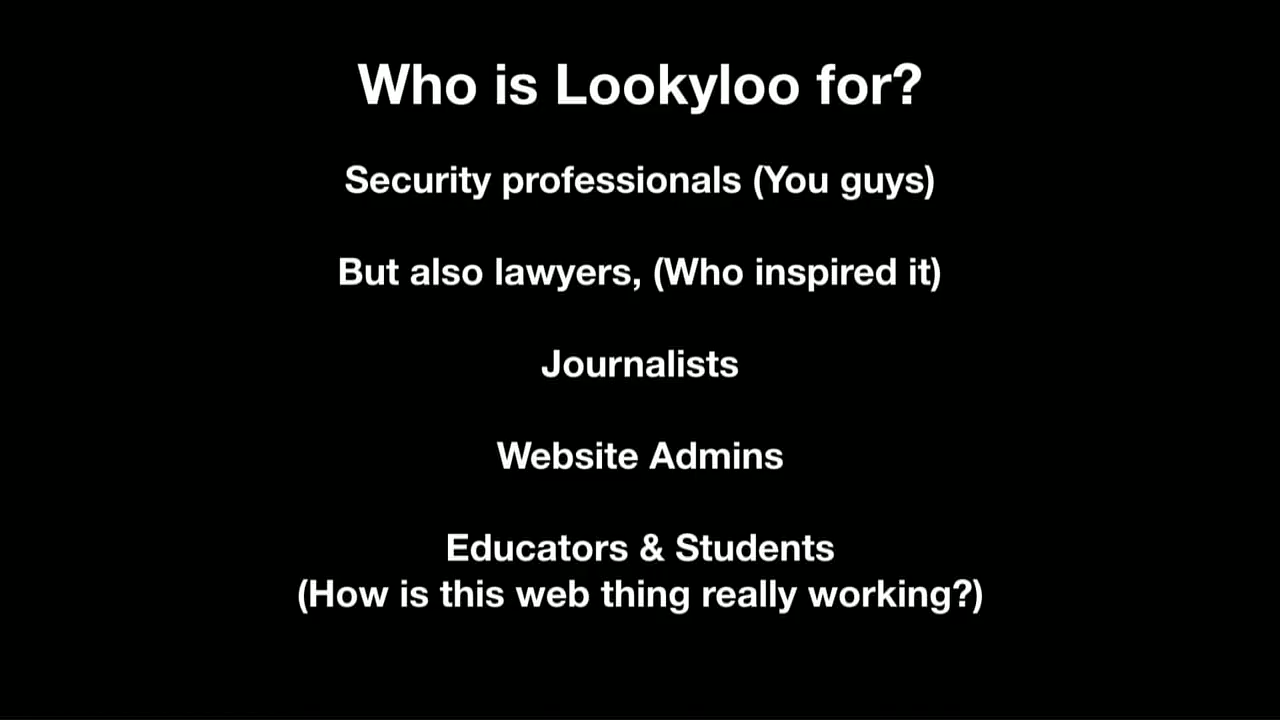 Who is Lookyloo for?
Security professionals (You guys)
But also lawyers, (Who inspired it)
Journalists
Website Admins
Educators & Students
(How is this web thing really working?)